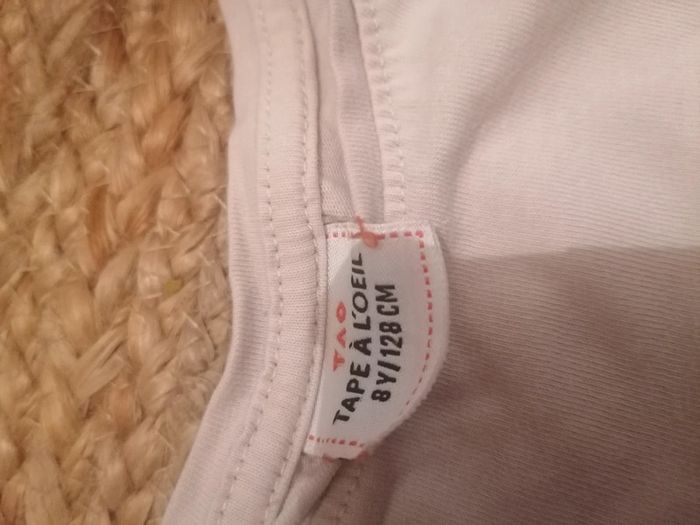 TAO
TAPE À L'OEIL
8Y/128 CM